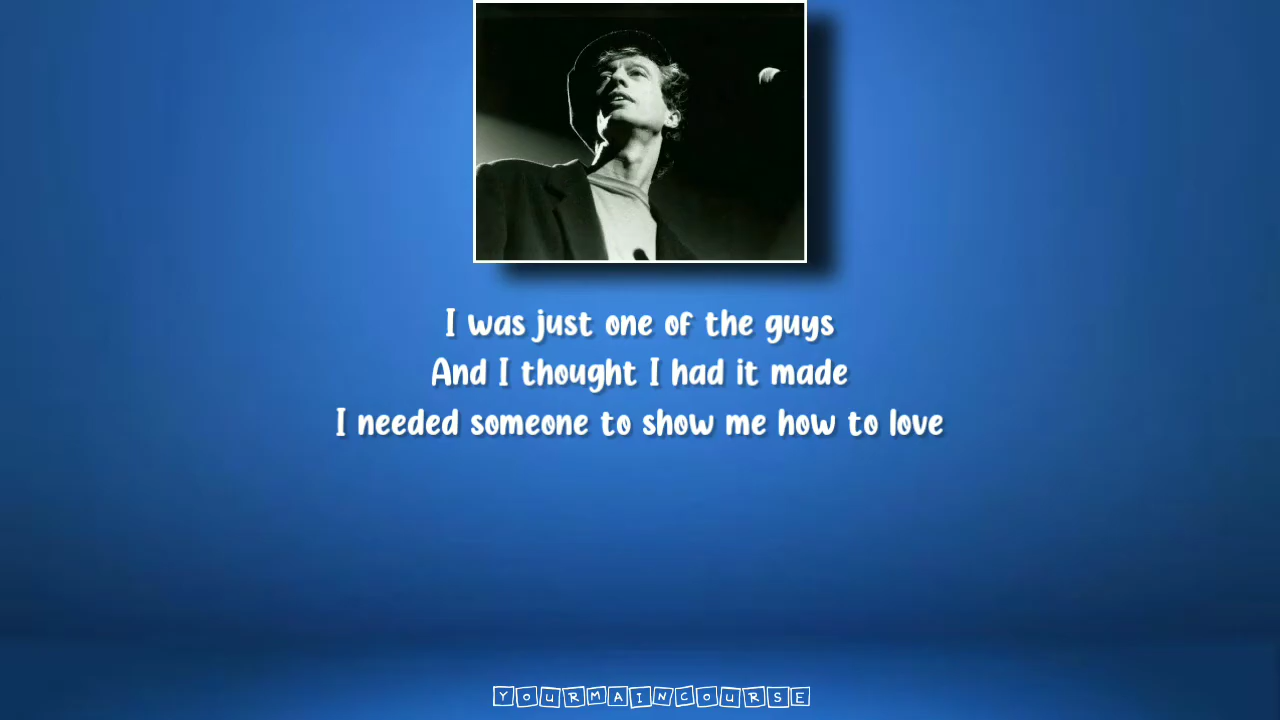 I was just one of the guys
And I thought I had it made
I needed someone to show me how to love
YOURMAINCOURSE